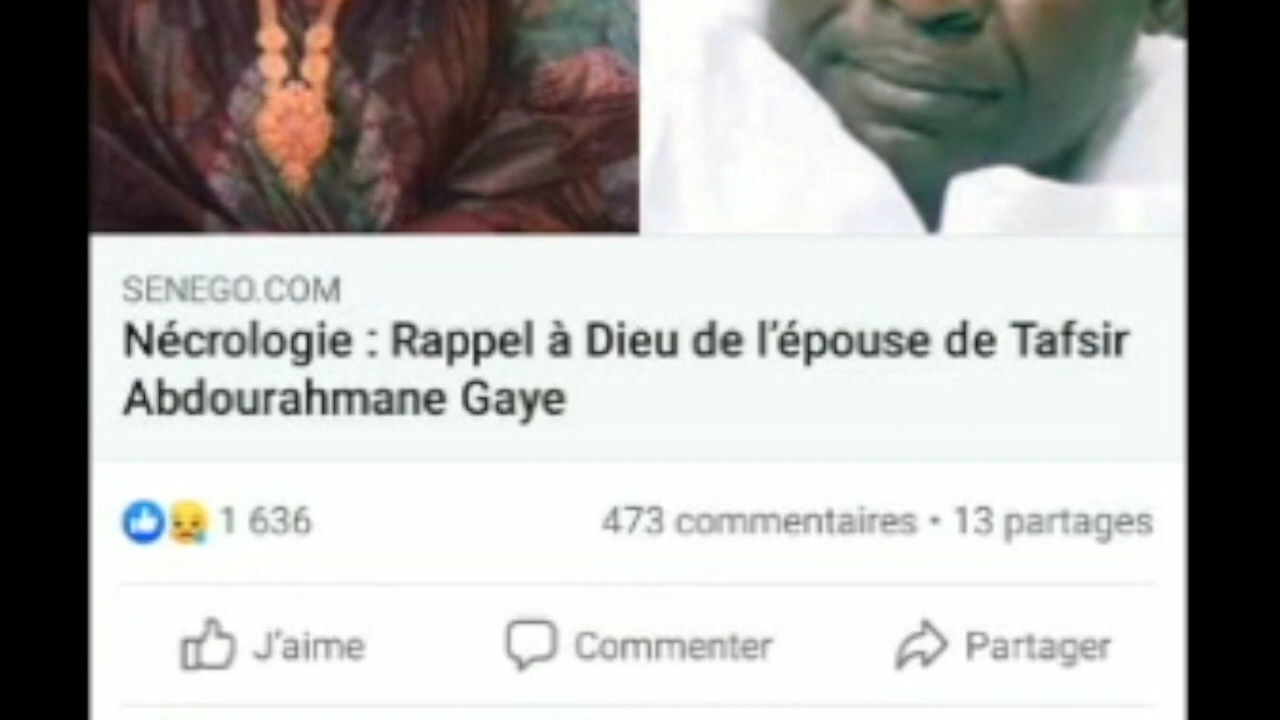 SENEGO.COM
Nécrologie : Rappel à Dieu de l'épouse de Tafsir
Abdourahmane Gaye
1 636
473 commentaires • 13 partages
J'aime
Commenter
Partager